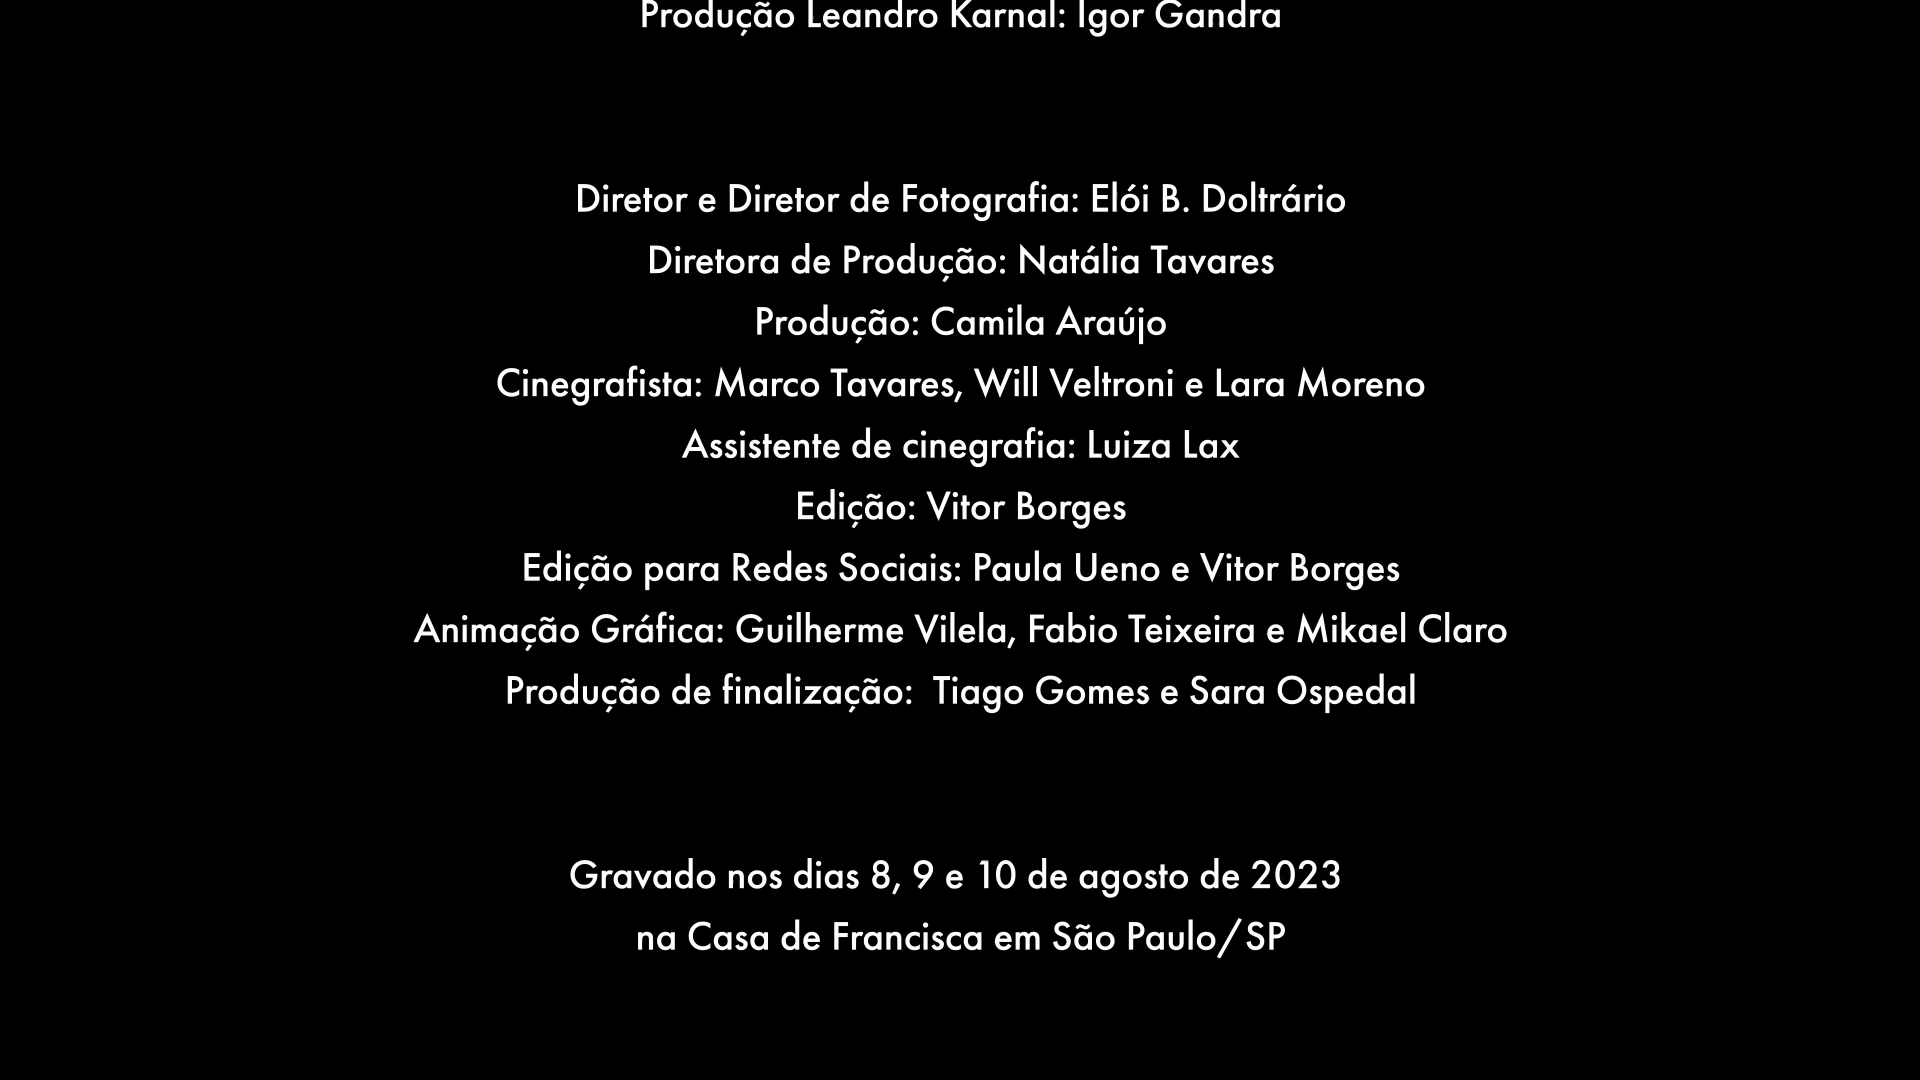 Produção Leandro Karnal: Igor Gandra
Diretor e Diretor de Fotografia: Elói B. Doltrário
Diretora de Produção: Natália Tavares
Produção: Camila Araújo
Cinegrafista: Marco Tavares, Will Veltroni e Lara Moreno
Assistente de cinegrafia: Luiza Lax
Edição: Vitor Borges
Edição para Redes Sociais: Paula Ueno e Vitor Borges
Animação Gráfica: Guilherme Vilela, Fabio Teixeira e Mikael Claro
Produção de finalização:  Tiago Gomes e Sara Ospedal
Gravado nos dias 8, 9 e 10 de agosto de 2023
na Casa de Francisca em São Paulo/SP